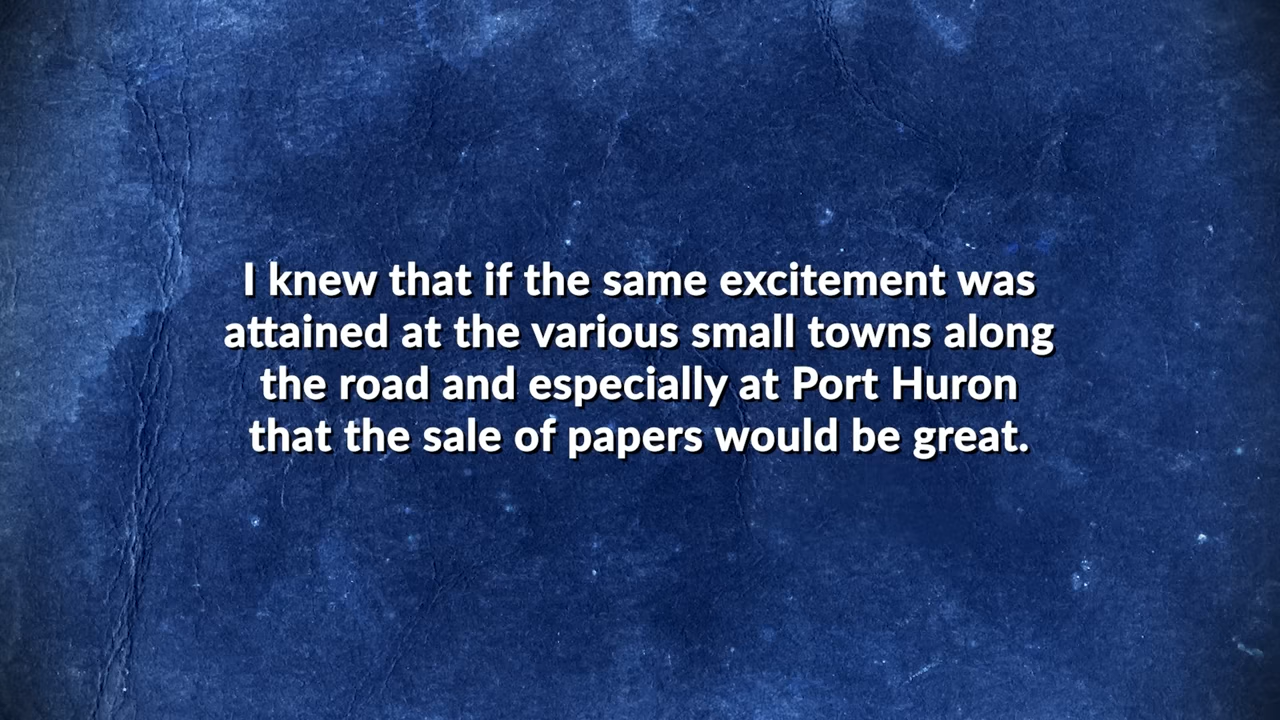 I knew that if the same excitement was
attained at the various small towns along
the road and especially at Port Huron
that the sale of papers would be great.